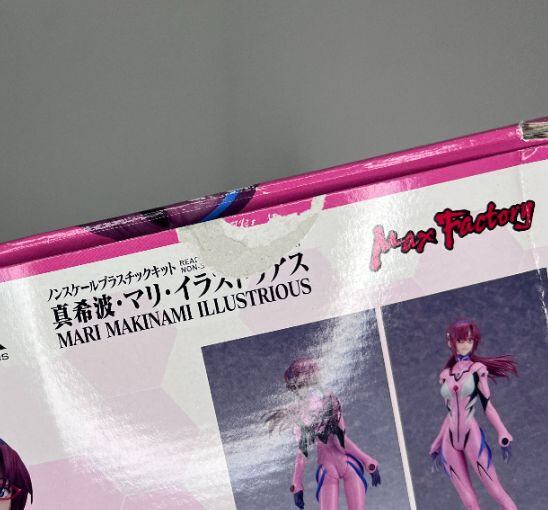 Max Factory
ノンスケールプラスチックキット
NON-S
真希波・マリ・イラストリアス
MARI MAKINAMI ILLUSTRIOUS